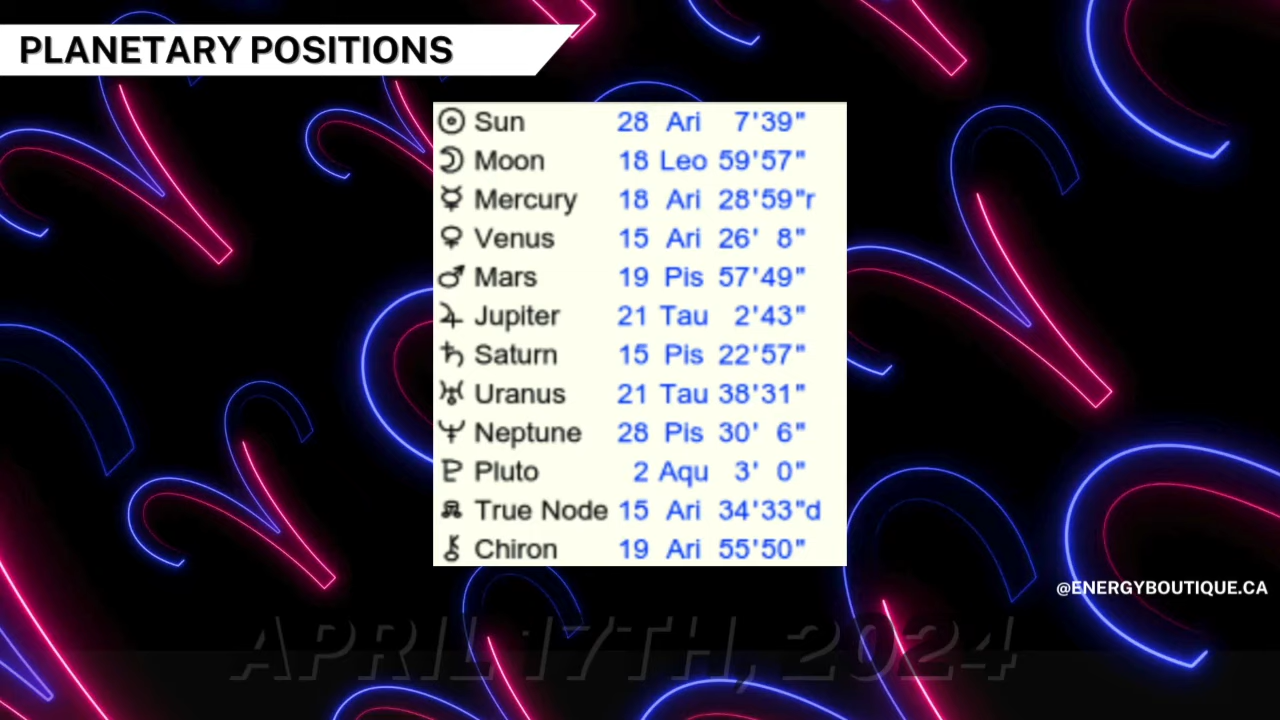 PLANETARY POSITIONS
Sun 28 Ari 7'39"
Moon 18 Leo 59'57"
Mercury 18 Ari 28'59"r
Venus 15 Ari 26' 8"
Mars 19 Pis 57'49"
Jupiter 21 Tau 2'43"
Saturn 15 Pis 22'57"
Uranus 21 Tau 38'31"
Neptune 28 Pis 30' 6"
Pluto 2 Aqu 3' 0"
True Node 15 Ari 34'33"d
Chiron 19 Ari 55'50"
@ENERGYBOUTIQUE.CA
APRIL 17TH, 2024